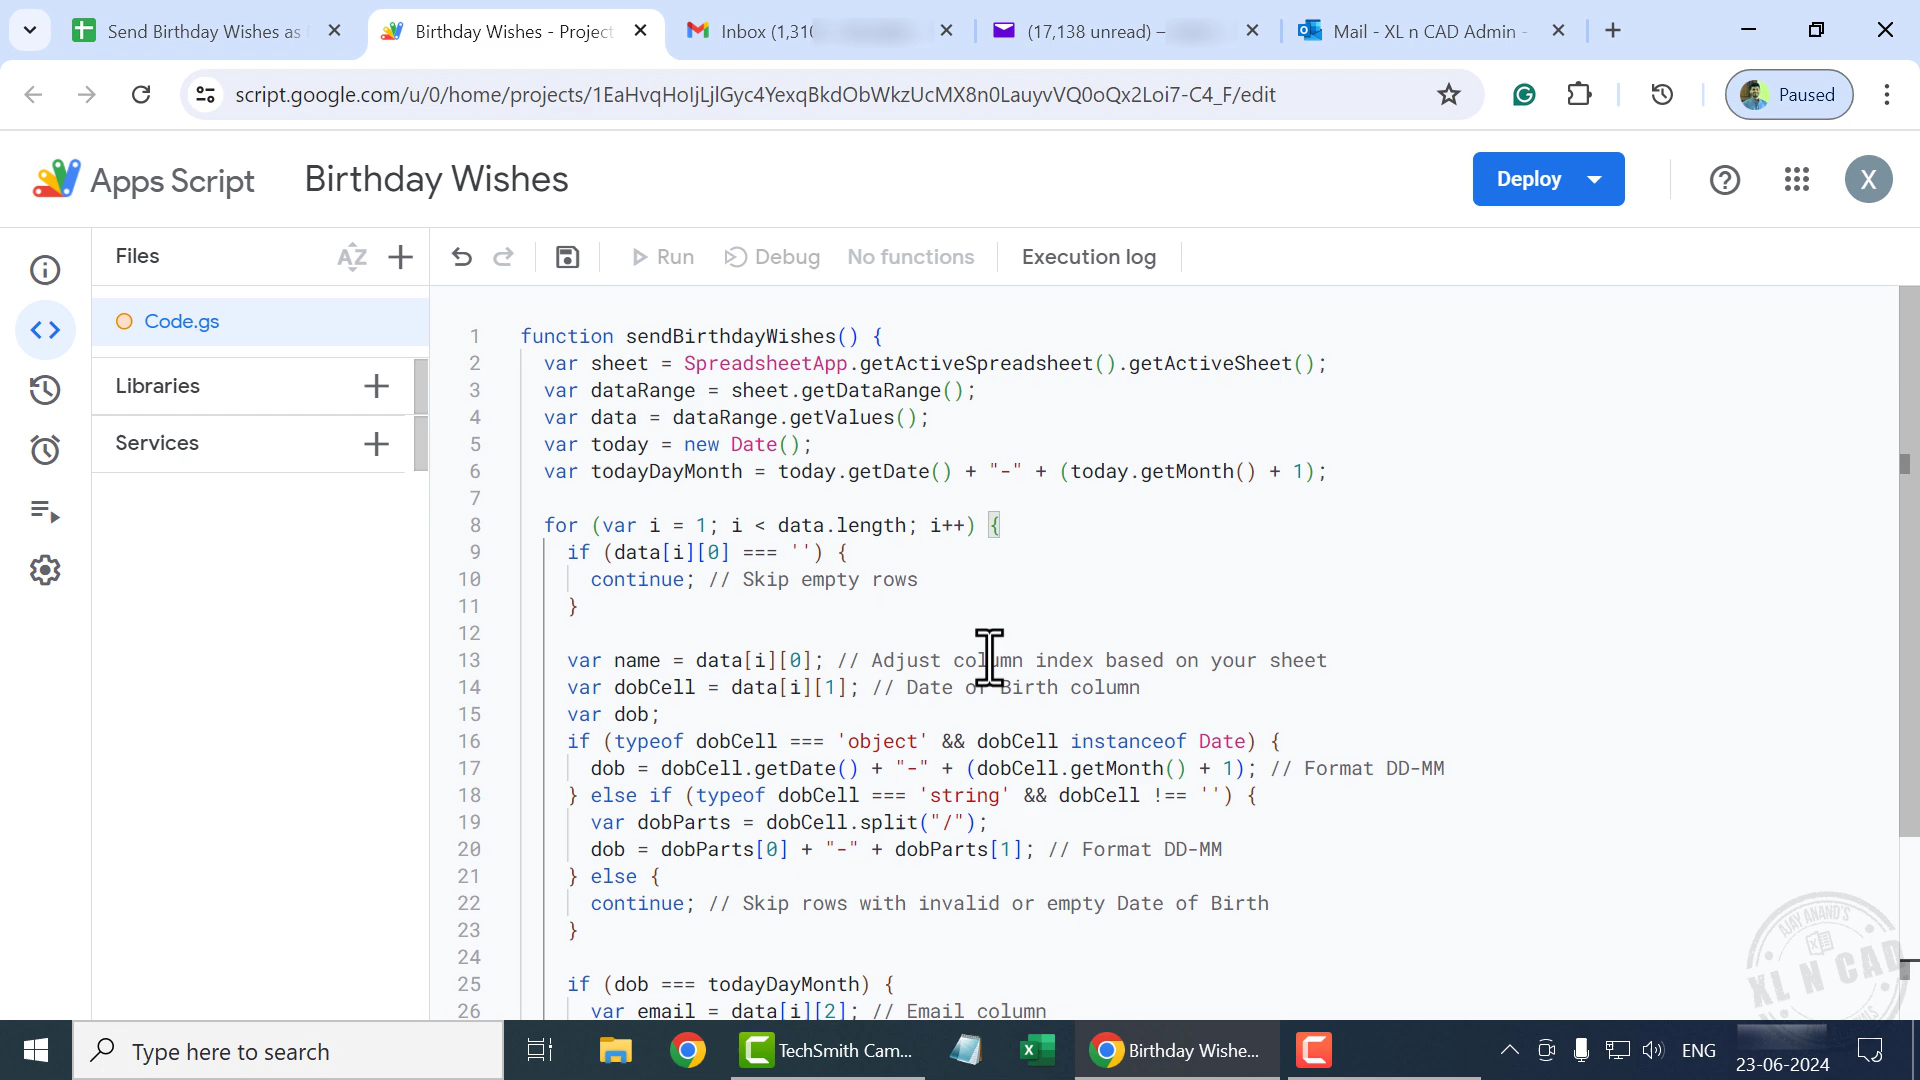 Send Birthday Wishes as
Birthday Wishes - Project
Inbox (1,310
(17,138 unread) –
Mail - XL n CAD Admin -
script.google.com/u/0/home/projects/1EaHvqHoIjLjlGyc4YexqBkdObWkzUcMX8n0LauyvVQ0oQx2Loi7-C4_F/edit
Paused
Apps Script
Birthday Wishes
Deploy
X
Files
AZ
Run
Debug
No functions
Execution log
Code.gs
Libraries
Services
1 function sendBirthdayWishes() {
2 var sheet = SpreadsheetApp.getActiveSpreadsheet().getActiveSheet();
3 var dataRange = sheet.getDataRange();
4 var data = dataRange.getValues();
5 var today = new Date();
6 var todayDayMonth = today.getDate() + "-" + (today.getMonth() + 1);
7
8 for (var i = 1; i < data.length; i++) {
9 if (data[i][0] === '') {
10 continue; // Skip empty rows
11 }
12
13 var name = data[i][0]; // Adjust column index based on your sheet
14 var dobCell = data[i][1]; // Date of Birth column
15 var dob;
16 if (typeof dobCell === 'object' && dobCell instanceof Date) {
17 dob = dobCell.getDate() + "-" + (dobCell.getMonth() + 1); // Format DD-MM
18 } else if (typeof dobCell === 'string' && dobCell !== '') {
19 var dobParts = dobCell.split("/");
20 dob = dobParts[0] + "-" + dobParts[1]; // Format DD-MM
21 } else {
22 continue; // Skip rows with invalid or empty Date of Birth
23 }
24
25 if (dob === todayDayMonth) {
26 var email = data[i][2]; // Email column
AJAY ANAND'S
XL N CAD
Type here to search
TechSmith Cam...
Birthday Wishe...
ENG
23-06-2024